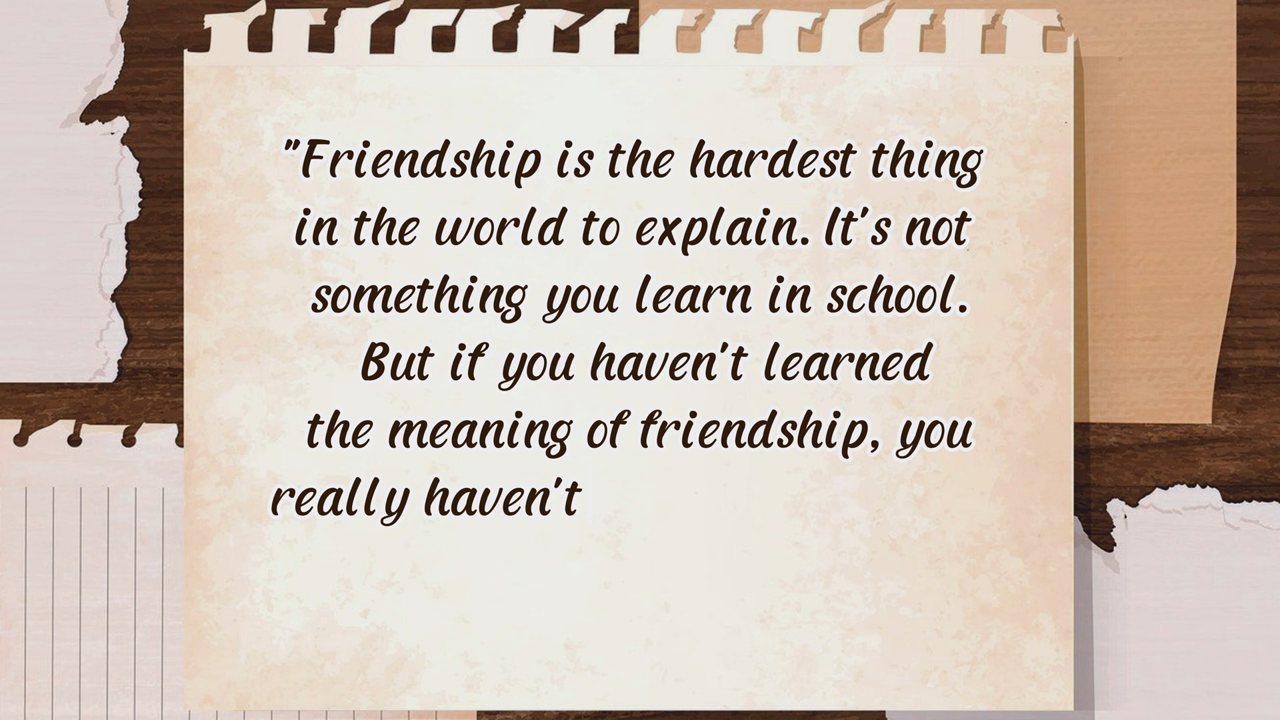 "Friendship is the hardest thing
in the world to explain. It's not
something you learn in school.
But if you haven't learned
the meaning of friendship, you
really haven't